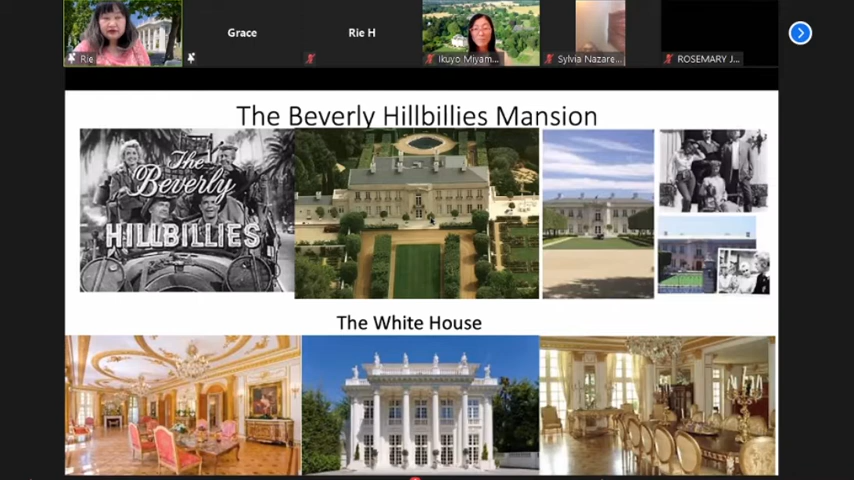 Rie
Grace
Rie H
Ikuyo Miyam...
Sylvia Nazare...
ROSEMARY J...
The Beverly Hillbillies Mansion
The
Beverly
HILLBILLIES
The White House